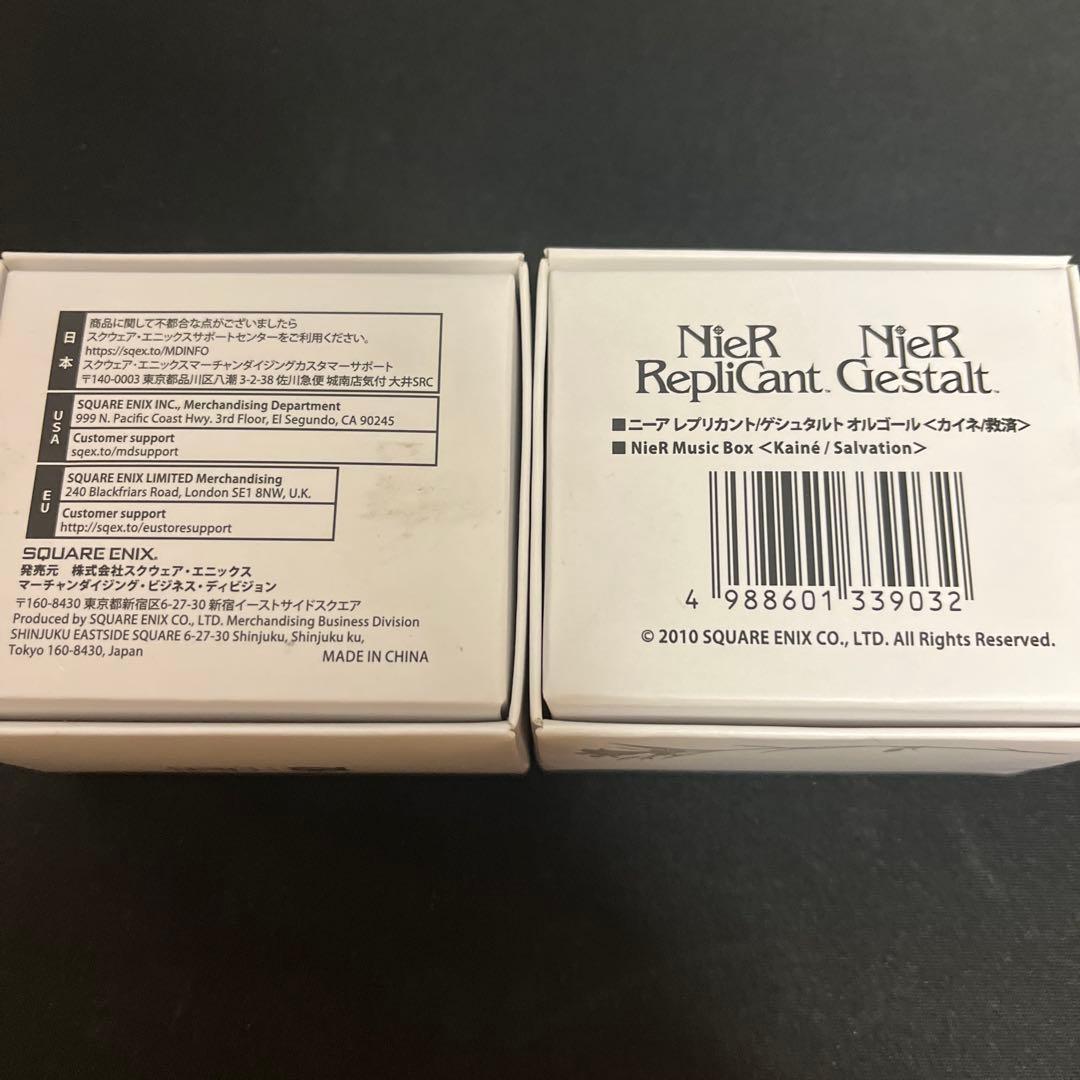 日本
商品に関して不都合な点がございましたら
スクウェア・エニックスサポートセンターをご利用ください。
https://sqex.to/MDINFO
スクウェア・エニックスマーチャンダイジングカスタマーサポート
〒140-0003 東京都品川区八潮 3-2-38 佐川急便 城南店気付 大井SRC
USA
SQUARE ENIX INC., Merchandising Department
999 N. Pacific Coast Hwy. 3rd Floor, El Segundo, CA 90245
Customer support
sqex.to/mdsupport
EU
SQUARE ENIX LIMITED Merchandising
240 Blackfriars Road, London SE1 8NW, U.K.
Customer support
http://sqex.to/eustoresupport
SQUARE ENIX.
発売元 株式会社スクウェア・エニックス
マーチャンダイジング・ビジネス・ディビジョン
〒160-8430 東京都新宿区6-27-30 新宿イーストサイドスクエア
Produced by SQUARE ENIX CO., LTD. Merchandising Business Division
SHINJUKU EASTSIDE SQUARE 6-27-30 Shinjuku, Shinjuku ku,
Tokyo 160-8430, Japan
MADE IN CHINA
NieR RepliCant™
NieR Gestalt™
■ニーア レプリカント/ゲシュタルト オルゴール＜カイネ/救済＞
■NieR Music Box ＜Kainé / Salvation＞
4 988601 339032
© 2010 SQUARE ENIX CO., LTD. All Rights Reserved.